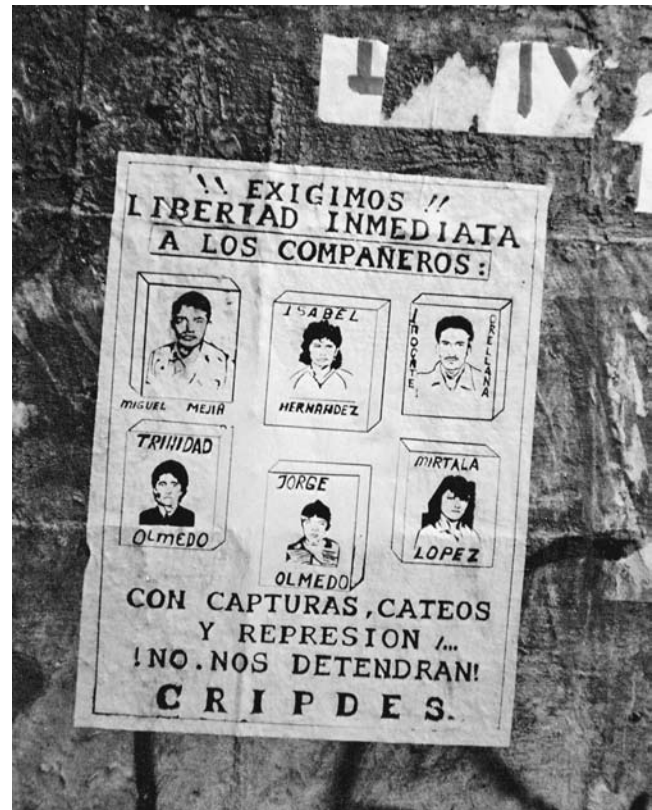 ¡¡ EXIGIMOS !!
LIBERTAD INMEDIATA
A LOS COMPAÑEROS:
MIGUEL MEJIA
ISABEL
HERNANDEZ
INOCATE
ORELLANA
TRINIDAD
OLMEDO
JORGE
OLMEDO
MIRTALA
LOPEZ
CON CAPTURAS, CATEOS
Y REPRESION /...
!NO.NOS DETENDRAN!
CRIPDES.